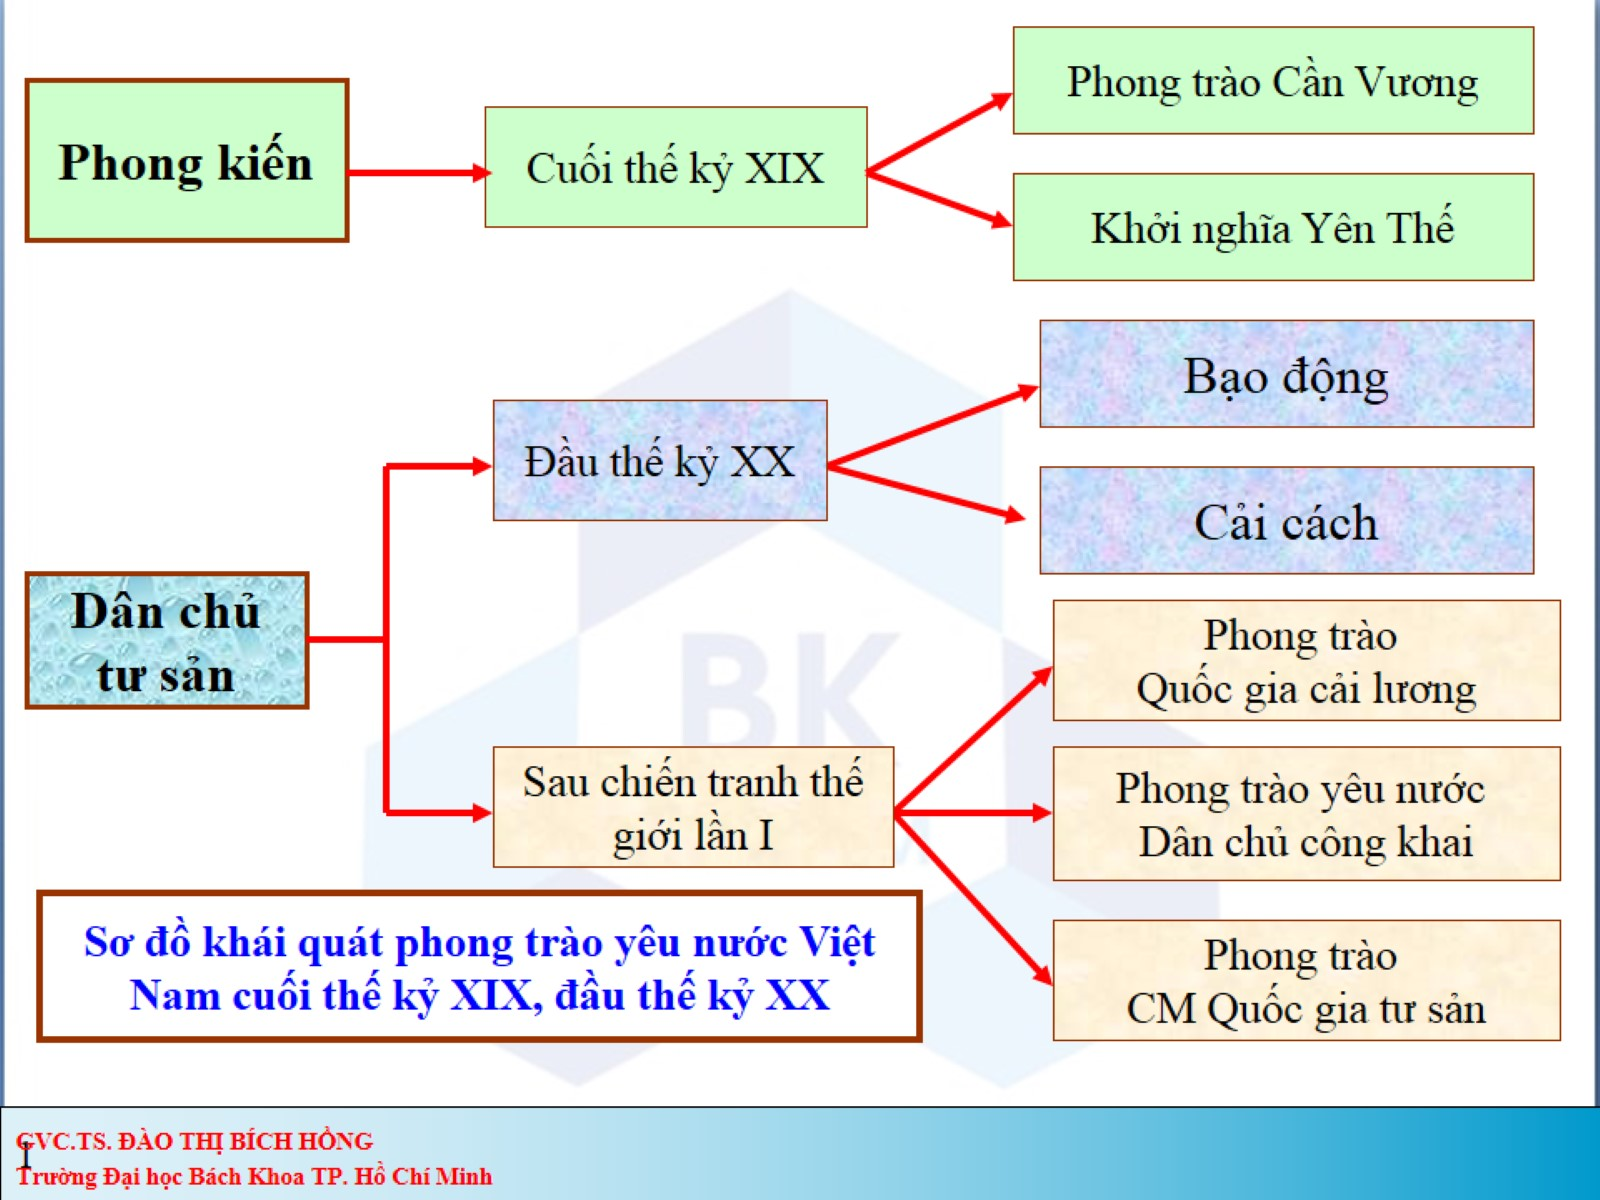 Phong kiến
Cuối thế kỷ XIX
Phong trào Cần Vương
Khởi nghĩa Yên Thế
Dân chủ
tư sản
Đầu thế kỷ XX
Bạo động
Cải cách
Sau chiến tranh thế
giới lần I
Phong trào
Quốc gia cải lương
Phong trào yêu nước
Dân chủ công khai
Phong trào
CM Quốc gia tư sản
Sơ đồ khái quát phong trào yêu nước Việt
Nam cuối thế kỷ XIX, đầu thế kỷ XX
BK
GVC.TS. ĐÀO THỊ BÍCH HỒNG
1
Trường Đại học Bách Khoa TP. Hồ Chí Minh